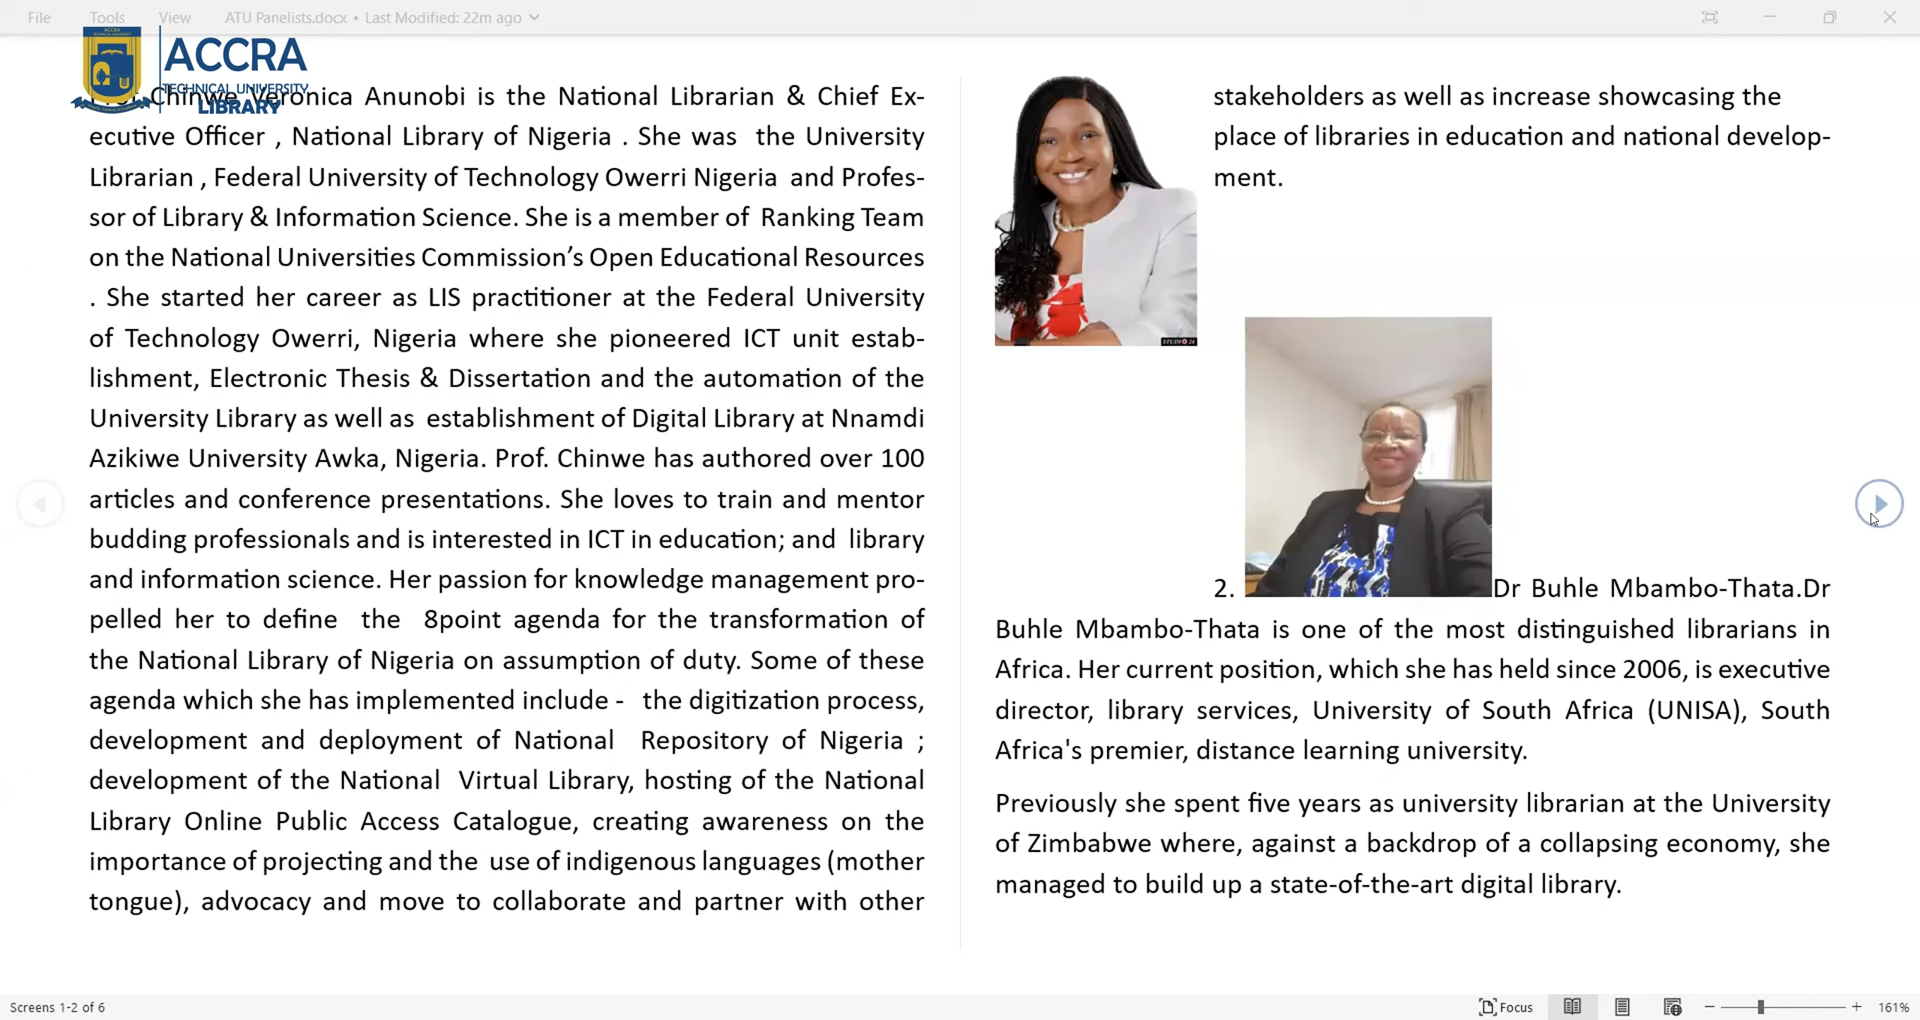 File Tools View ATU Panelists.docx • Last Modified: 22m ago
ACCRA
TECHNICAL UNIVERSITY
LIBRARY
Chinwe Veronica Anunobi is the National Librarian & Chief Ex-
ecutive Officer , National Library of Nigeria . She was the University
Librarian , Federal University of Technology Owerri Nigeria and Profes-
sor of Library & Information Science. She is a member of Ranking Team
on the National Universities Commission’s Open Educational Resources
. She started her career as LIS practitioner at the Federal University
of Technology Owerri, Nigeria where she pioneered ICT unit estab-
lishment, Electronic Thesis & Dissertation and the automation of the
University Library as well as establishment of Digital Library at Nnamdi
Azikiwe University Awka, Nigeria. Prof. Chinwe has authored over 100
articles and conference presentations. She loves to train and mentor
budding professionals and is interested in ICT in education; and library
and information science. Her passion for knowledge management pro-
pelled her to define the 8point agenda for the transformation of
the National Library of Nigeria on assumption of duty. Some of these
agenda which she has implemented include - the digitization process,
development and deployment of National Repository of Nigeria ;
development of the National Virtual Library, hosting of the National
Library Online Public Access Catalogue, creating awareness on the
importance of projecting and the use of indigenous languages (mother
tongue), advocacy and move to collaborate and partner with other
stakeholders as well as increase showcasing the
place of libraries in education and national develop-
ment.
STUDIO 24
2. Dr Buhle Mbambo-Thata.Dr
Buhle Mbambo-Thata is one of the most distinguished librarians in
Africa. Her current position, which she has held since 2006, is executive
director, library services, University of South Africa (UNISA), South
Africa's premier, distance learning university.
Previously she spent five years as university librarian at the University
of Zimbabwe where, against a backdrop of a collapsing economy, she
managed to build up a state-of-the-art digital library.
Screens 1-2 of 6
Focus
161%